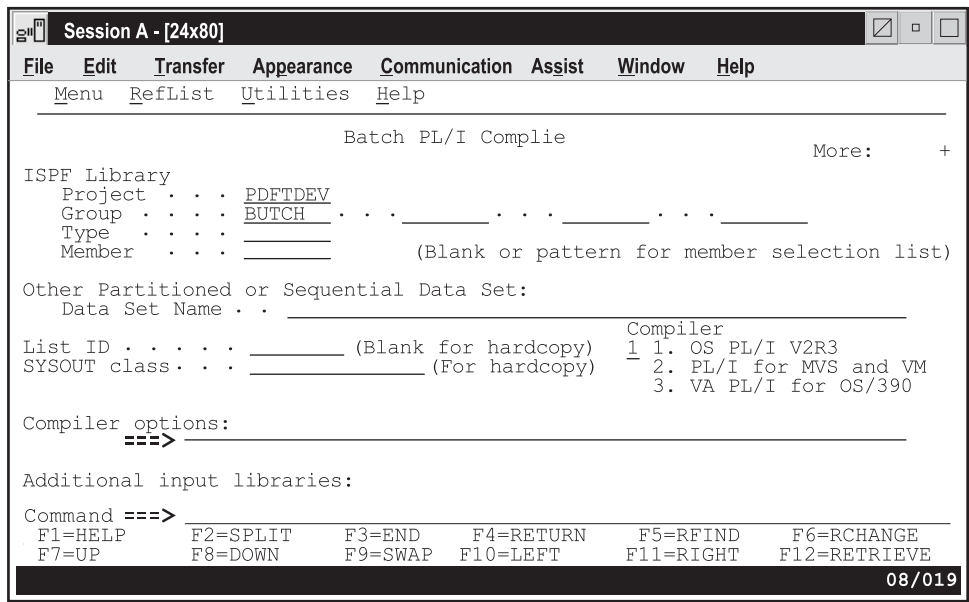 Session A - [24x80]
File Edit Transfer Appearance Communication Assist Window Help
Menu RefList Utilities Help
Batch PL/I Complie
More: +
ISPF Library
Project . . . PDFTDEV
Group . . . . BUTCH . . . . . . . . .
Type . . . .
Member . . . (Blank or pattern for member selection list)
Other Partitioned or Sequential Data Set:
Data Set Name . .
Compiler
List ID . . . . . (Blank for hardcopy) 1 1. OS PL/I V2R3
SYSOUT class. . . (For hardcopy) 2. PL/I for MVS and VM
3. VA PL/I for OS/390
Compiler options:
===>
Additional input libraries:
Command ===>
F1=HELP F2=SPLIT F3=END F4=RETURN F5=RFIND F6=RCHANGE
F7=UP F8=DOWN F9=SWAP F10=LEFT F11=RIGHT F12=RETRIEVE
08/019